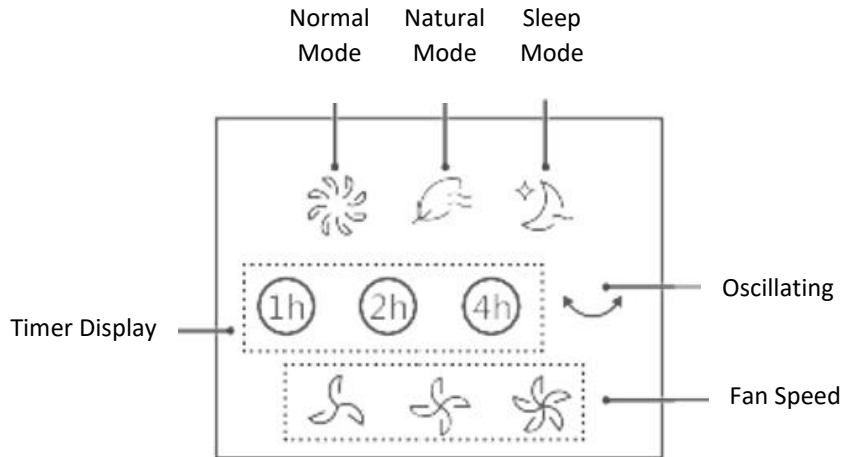 Normal Natural Sleep
Mode Mode Mode
1h 2h 4h
Oscillating
Timer Display
Fan Speed